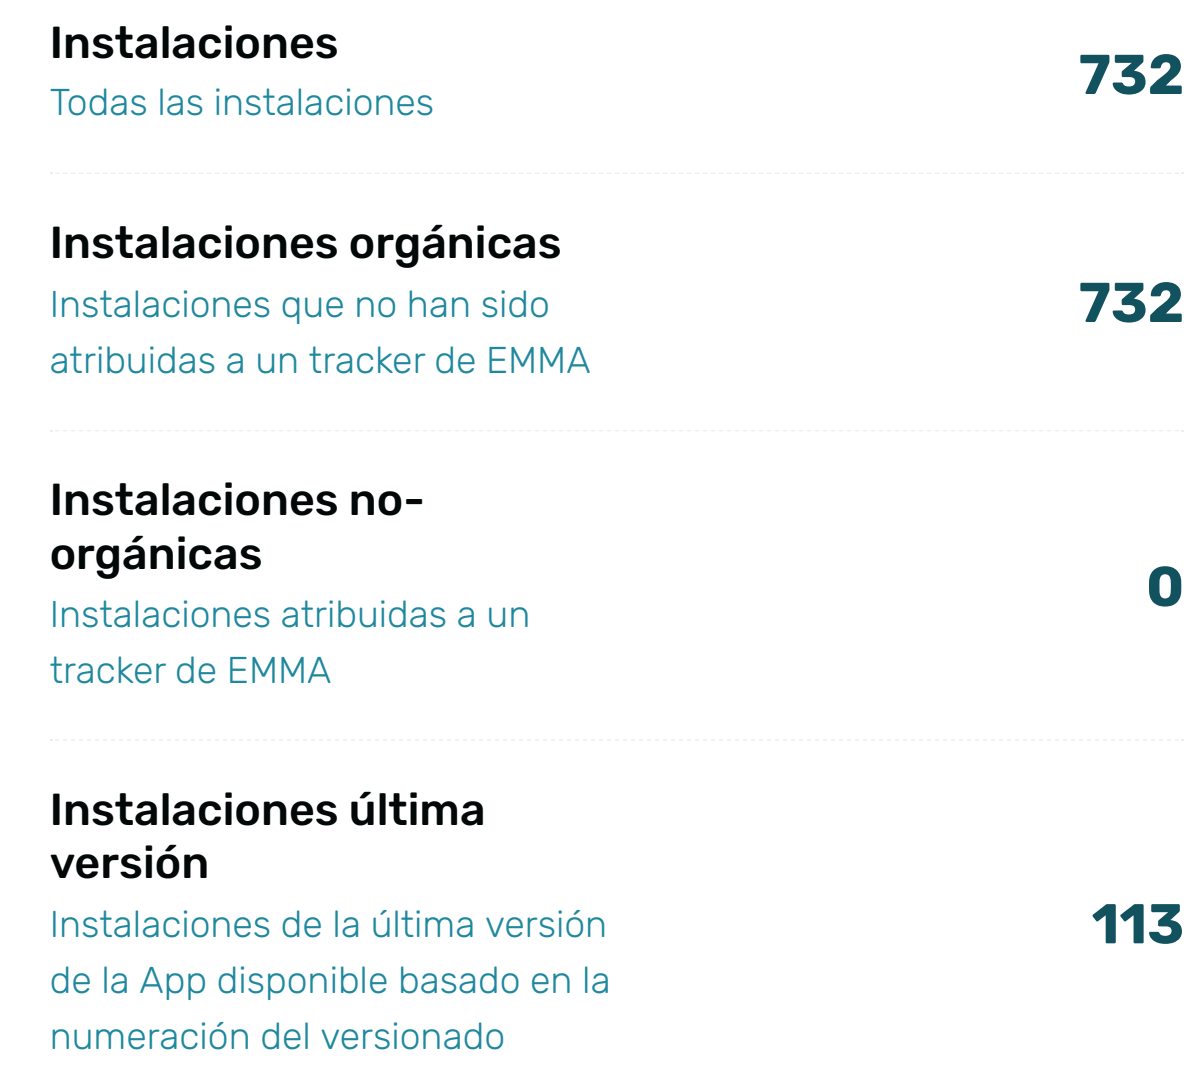 Instalaciones
Todas las instalaciones
732
Instalaciones orgánicas
Instalaciones que no han sido
atribuidas a un tracker de EMMA
732
Instalaciones no-
orgánicas
Instalaciones atribuidas a un
tracker de EMMA
0
Instalaciones última
versión
Instalaciones de la última versión
de la App disponible basado en la
numeración del versionado
113